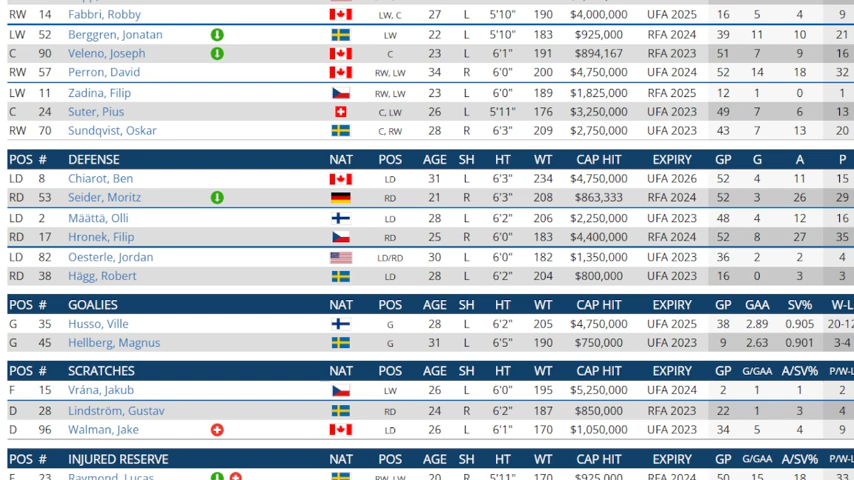 RW 14 Fabbri, Robby LW, C 27 L 5'10" 190 $4,000,000 UFA 2025 16 5 4 9
LW 52 Berggren, Jonatan LW 22 L 5'10" 183 $925,000 RFA 2024 39 11 10 21
C 90 Veleno, Joseph C 23 L 6'1" 191 $894,167 RFA 2023 51 7 9 16
RW 57 Perron, David RW, LW 34 R 6'0" 200 $4,750,000 UFA 2024 52 14 18 32
LW 11 Zadina, Filip RW, LW 23 L 6'0" 189 $1,825,000 RFA 2025 12 1 0 1
C 24 Suter, Pius C, LW 26 L 5'11" 176 $3,250,000 UFA 2023 49 7 6 13
RW 70 Sundqvist, Oskar C, RW 28 R 6'3" 209 $2,750,000 UFA 2023 43 7 13 20
POS # DEFENSE NAT POS AGE SH HT WT CAP HIT EXPIRY GP G A P
LD 8 Chiarot, Ben LD 31 L 6'3" 234 $4,750,000 UFA 2026 52 4 11 15
RD 53 Seider, Moritz RD 21 R 6'3" 208 $863,333 RFA 2024 52 3 26 29
LD 2 Määttä, Olli LD 28 L 6'2" 206 $2,250,000 UFA 2023 48 4 12 16
RD 17 Hronek, Filip RD 25 R 6'0" 183 $4,400,000 RFA 2024 52 8 27 35
LD 82 Oesterle, Jordan LD/RD 30 L 6'0" 182 $1,350,000 UFA 2023 36 2 2 4
RD 38 Hägg, Robert LD 28 L 6'2" 204 $800,000 UFA 2023 16 0 3 3
POS # GOALIES NAT POS AGE SH HT WT CAP HIT EXPIRY GP GAA SV% W-L
G 35 Husso, Ville G 28 L 6'2" 205 $4,750,000 UFA 2025 38 2.89 0.905 20-12
G 45 Hellberg, Magnus G 31 L 6'5" 190 $750,000 UFA 2023 9 2.63 0.901 3-4
POS # SCRATCHES NAT POS AGE SH HT WT CAP HIT EXPIRY GP G/GAA A/SV% P/W-L
F 15 Vrána, Jakub LW 26 L 6'0" 195 $5,250,000 UFA 2024 2 1 1 2
D 28 Lindström, Gustav RD 24 R 6'2" 187 $850,000 RFA 2023 22 1 3 4
D 96 Walman, Jake LD 26 L 6'1" 170 $1,050,000 UFA 2023 34 5 4 9
POS # INJURED RESERVE NAT POS AGE SH HT WT CAP HIT EXPIRY GP G/GAA A/SV% P/W-L
F 23 Raymond, Lucas RW, LW 20 R 5'11" 170 $925,000 RFA 2024 50 15 18 33